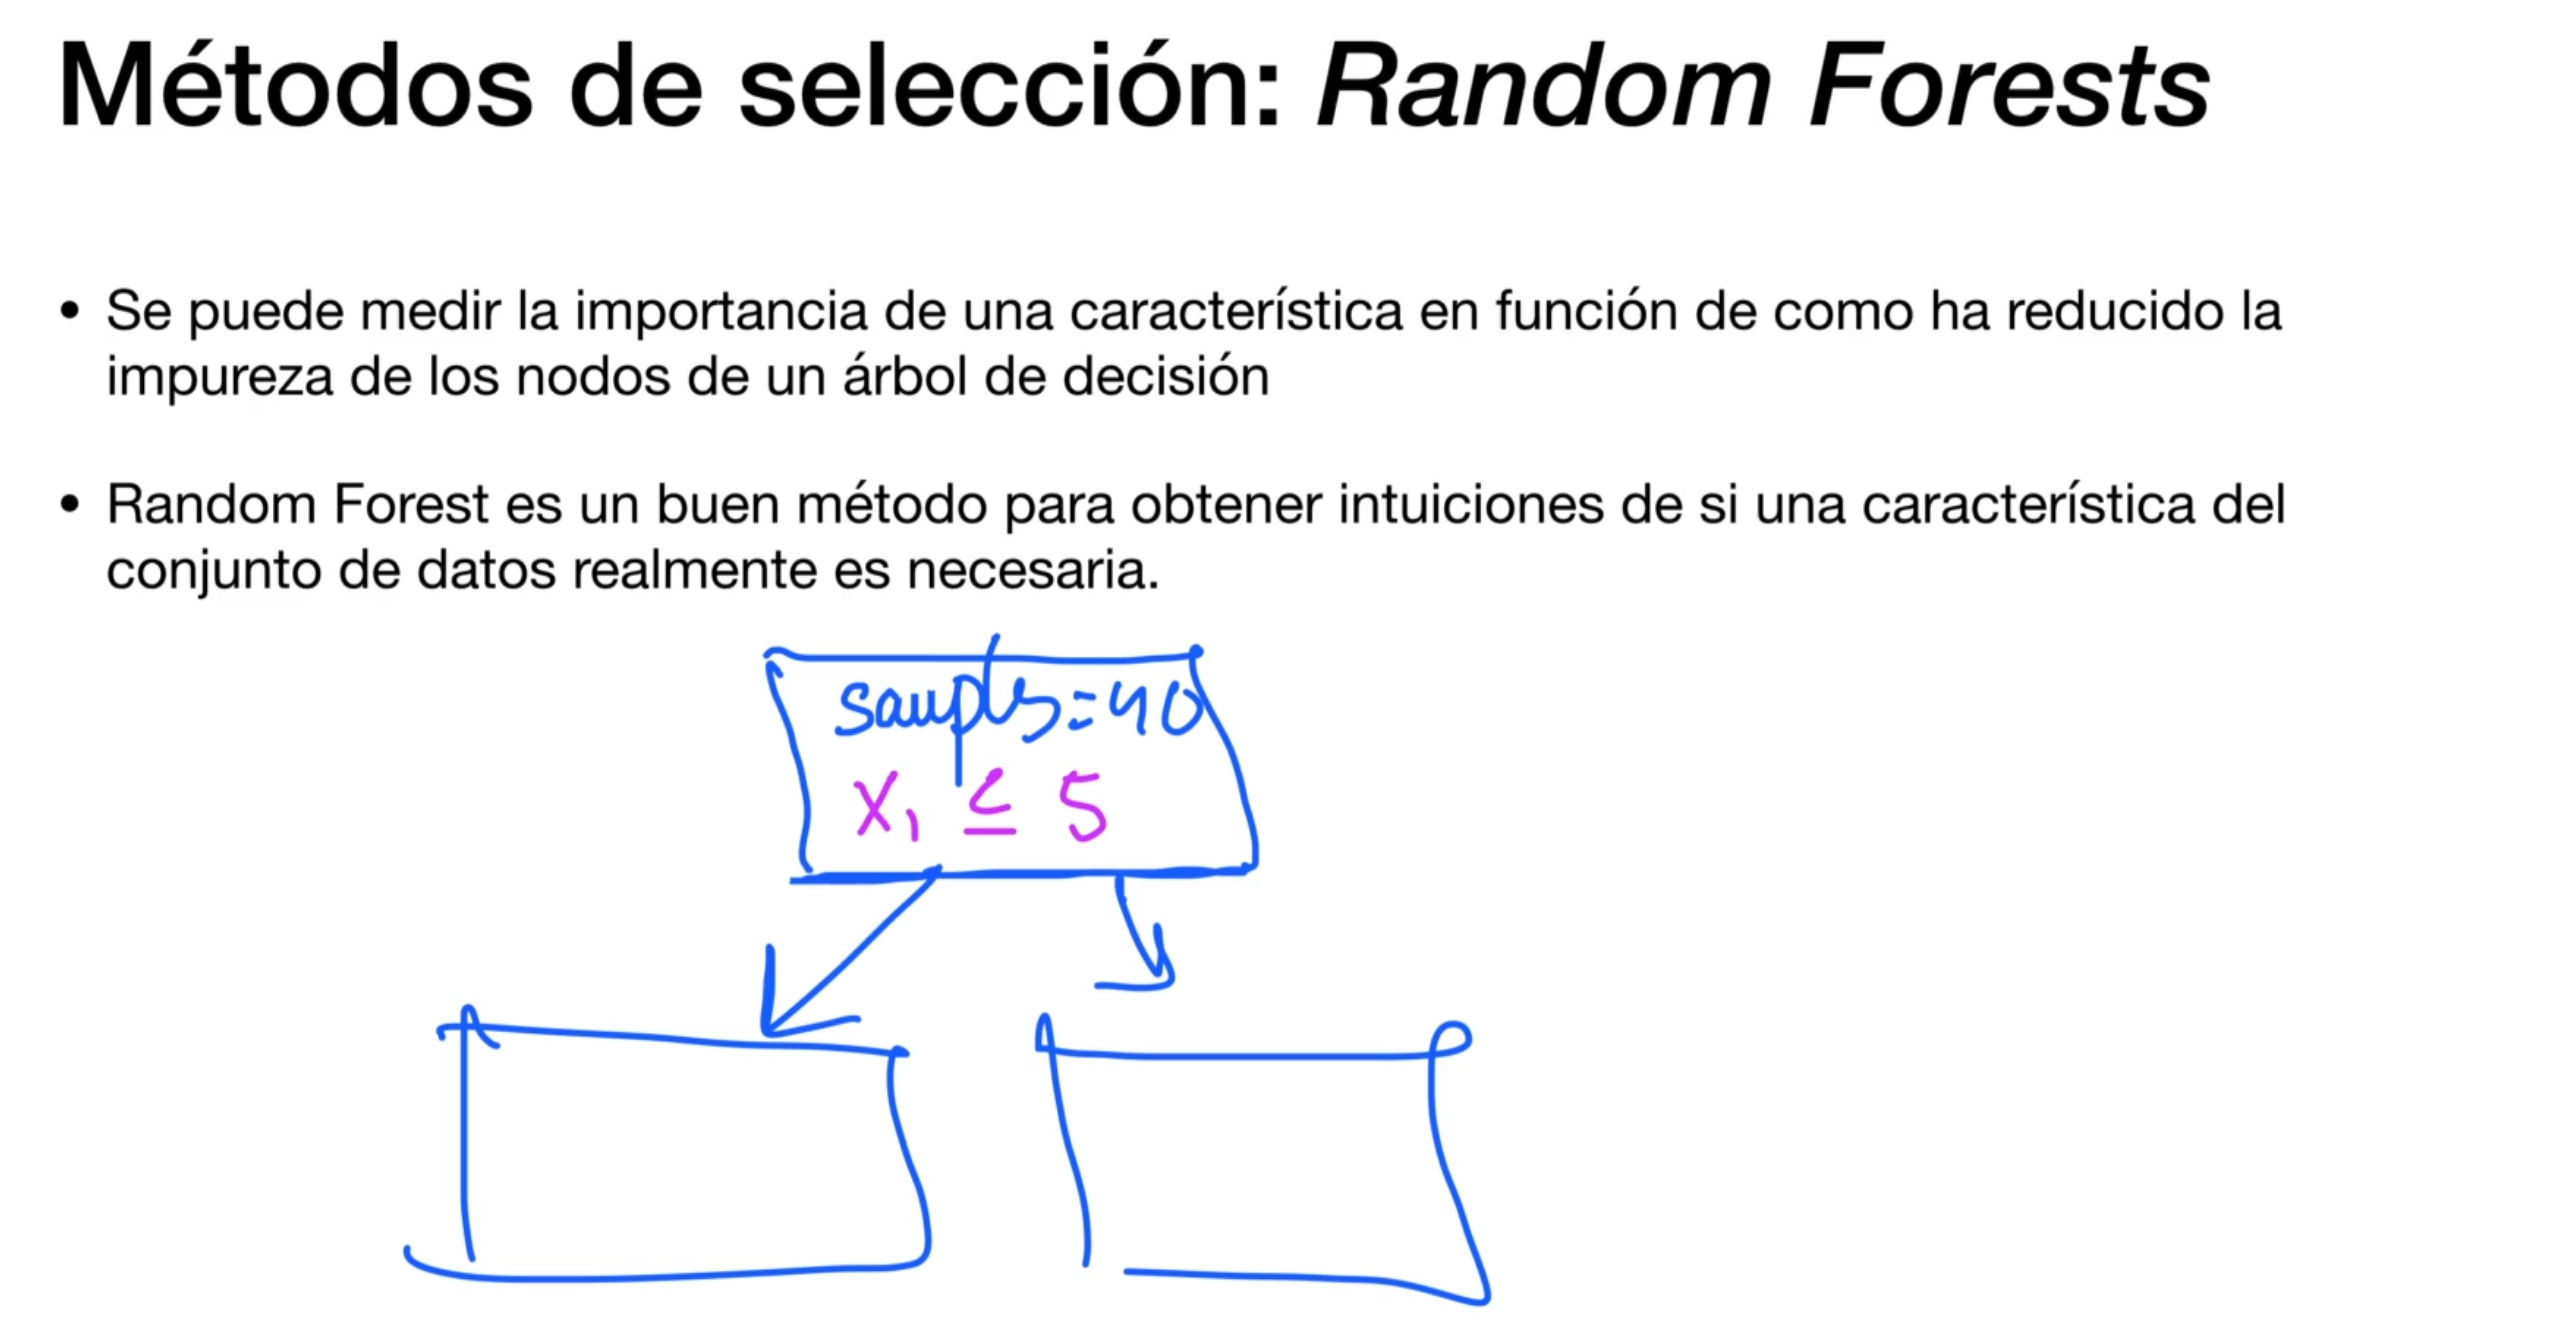 Métodos de selección: Random Forests
• Se puede medir la importancia de una característica en función de como ha reducido la
impureza de los nodos de un árbol de decisión
• Random Forest es un buen método para obtener intuiciones de si una característica del
conjunto de datos realmente es necesaria.
samples=40
X₁ ≤ 5